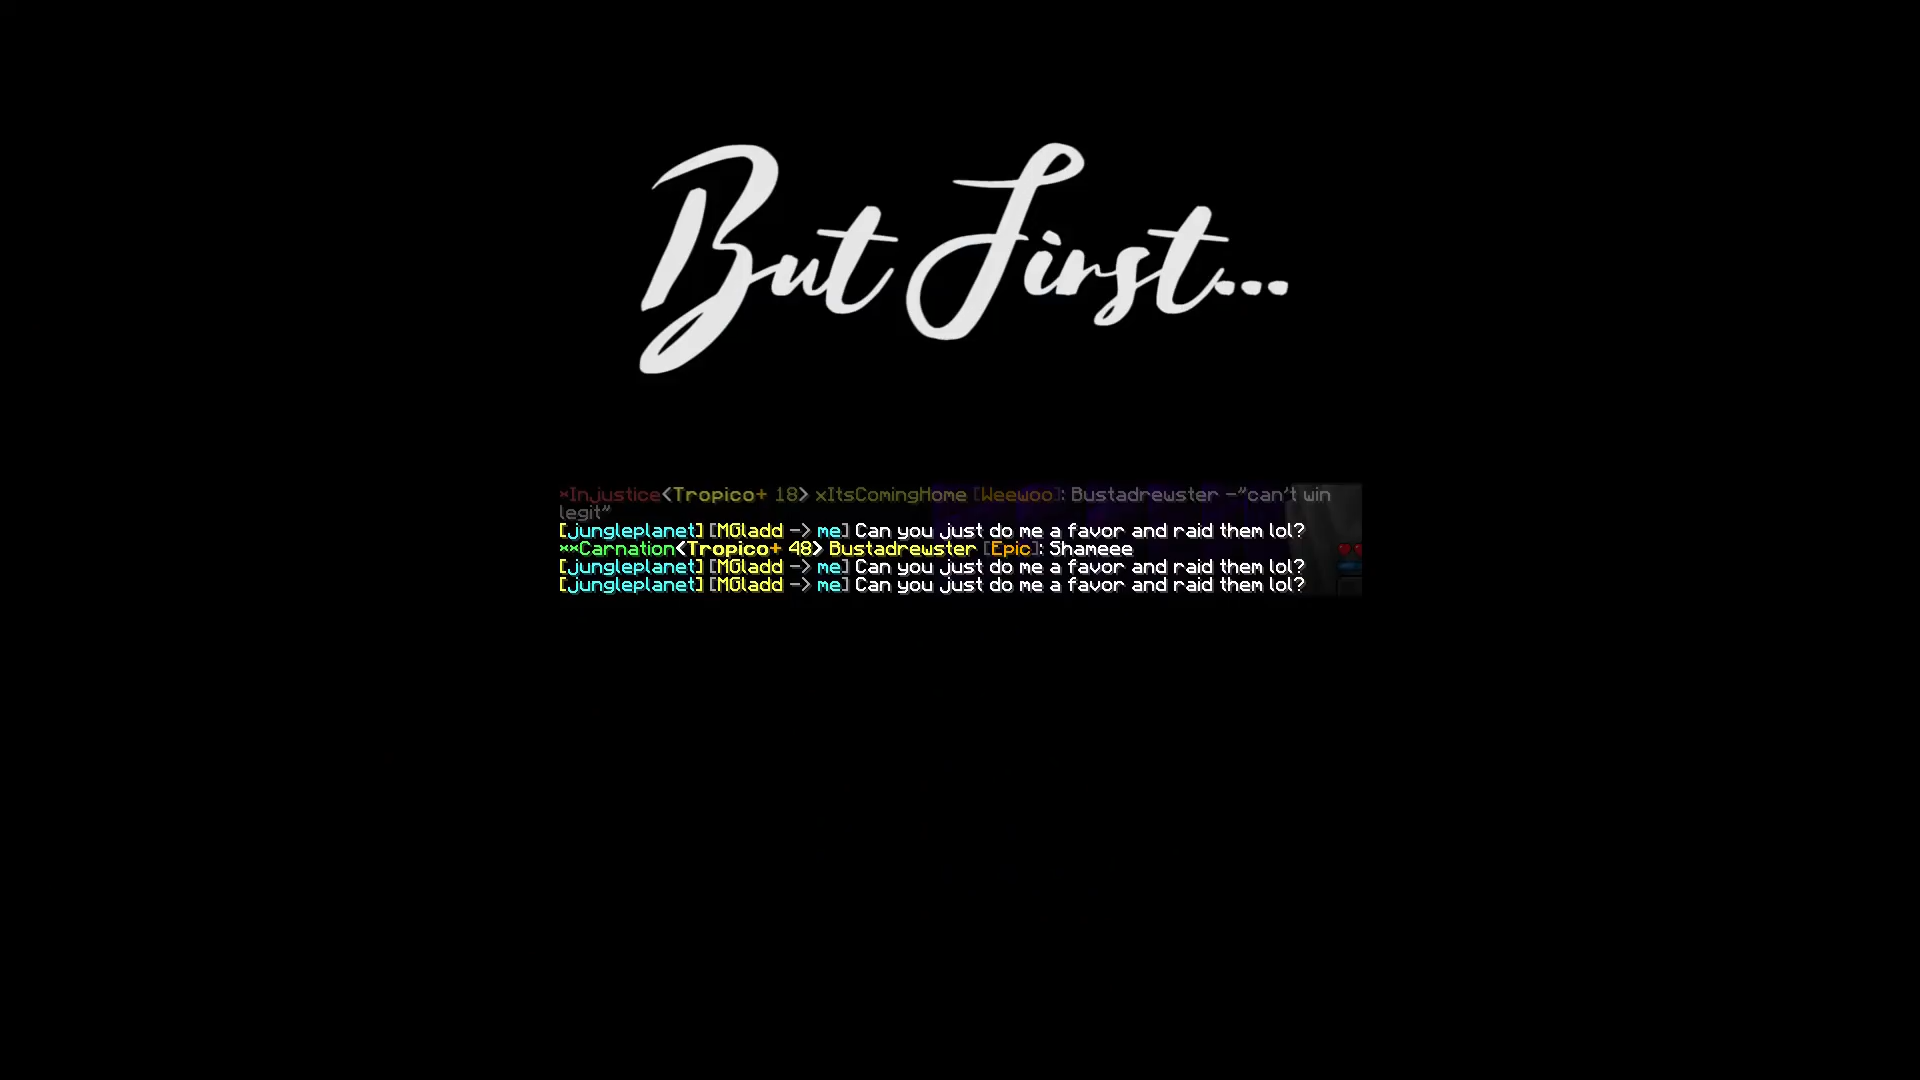 But First...
*Injustice<Tropico+ 18> xItsComingHome [Weewoo]: Bustadrewster -"can't win
legit"
[jungleplanet] [MGladd -> me] Can you just do me a favor and raid them lol?
**Carnation<Tropico+ 48> Bustadrewster [Epic]: Shameee
[jungleplanet] [MGladd -> me] Can you just do me a favor and raid them lol?
[jungleplanet] [MGladd -> me] Can you just do me a favor and raid them lol?